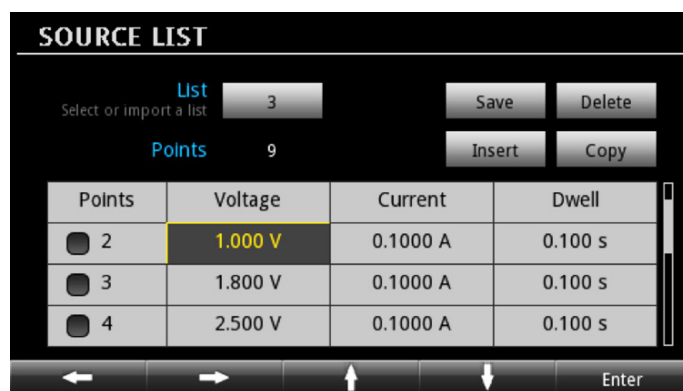 SOURCE LIST
List 3 Save Delete
Select or import a list
Points 9 Insert Copy
Points Voltage Current Dwell
2 1.000 V 0.1000 A 0.100 s
3 1.800 V 0.1000 A 0.100 s
4 2.500 V 0.1000 A 0.100 s
Enter